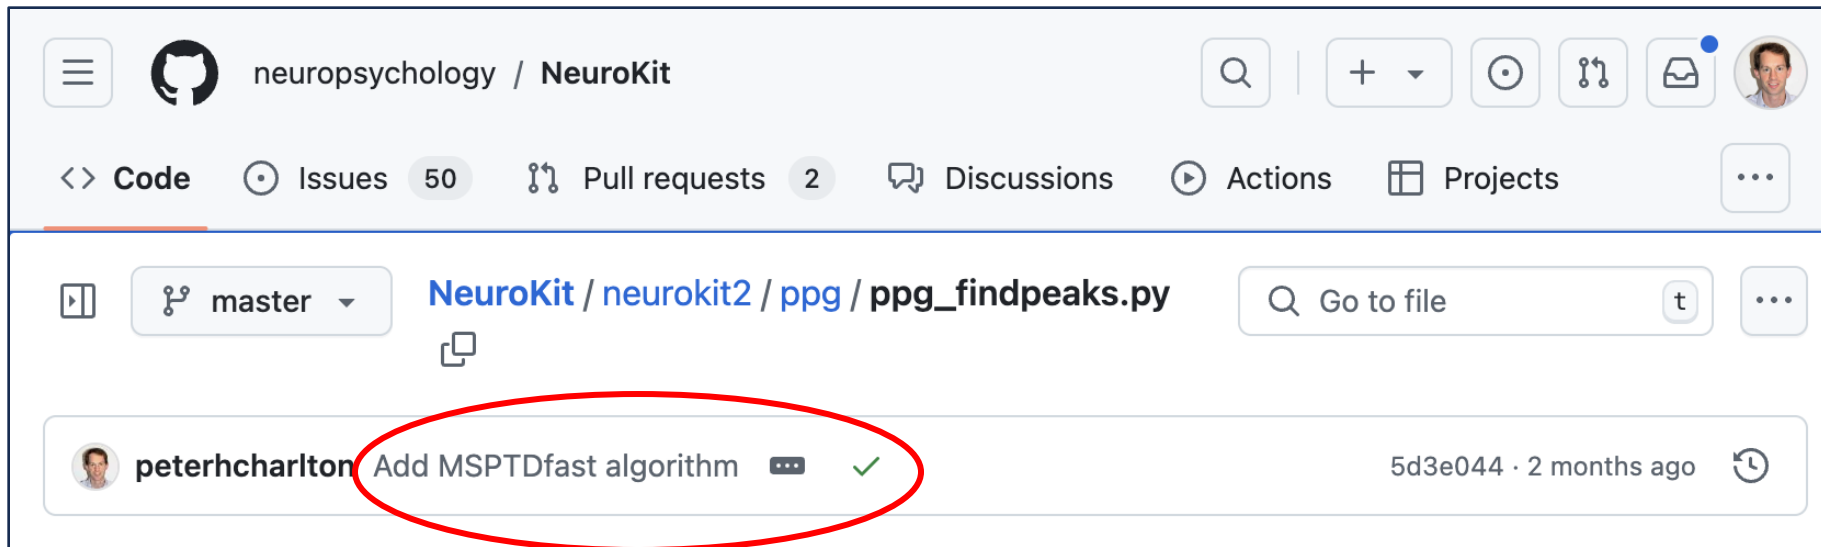 neuropsychology / NeuroKit
Code Issues 50 Pull requests 2 Discussions Actions Projects
master NeuroKit / neurokit2 / ppg / ppg_findpeaks.py Go to file t
peterhcharlton Add MSPTDfast algorithm 5d3e044 · 2 months ago